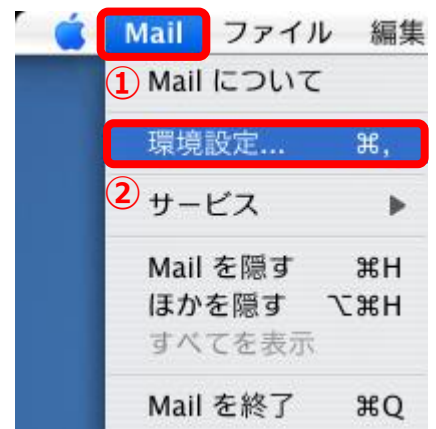 Mail ファイル 編集
① Mail について
環境設定... ⌘,
② サービス ▶
Mail を隠す ⌘H
ほかを隠す ⌥⌘H
すべてを表示
Mail を終了 ⌘Q